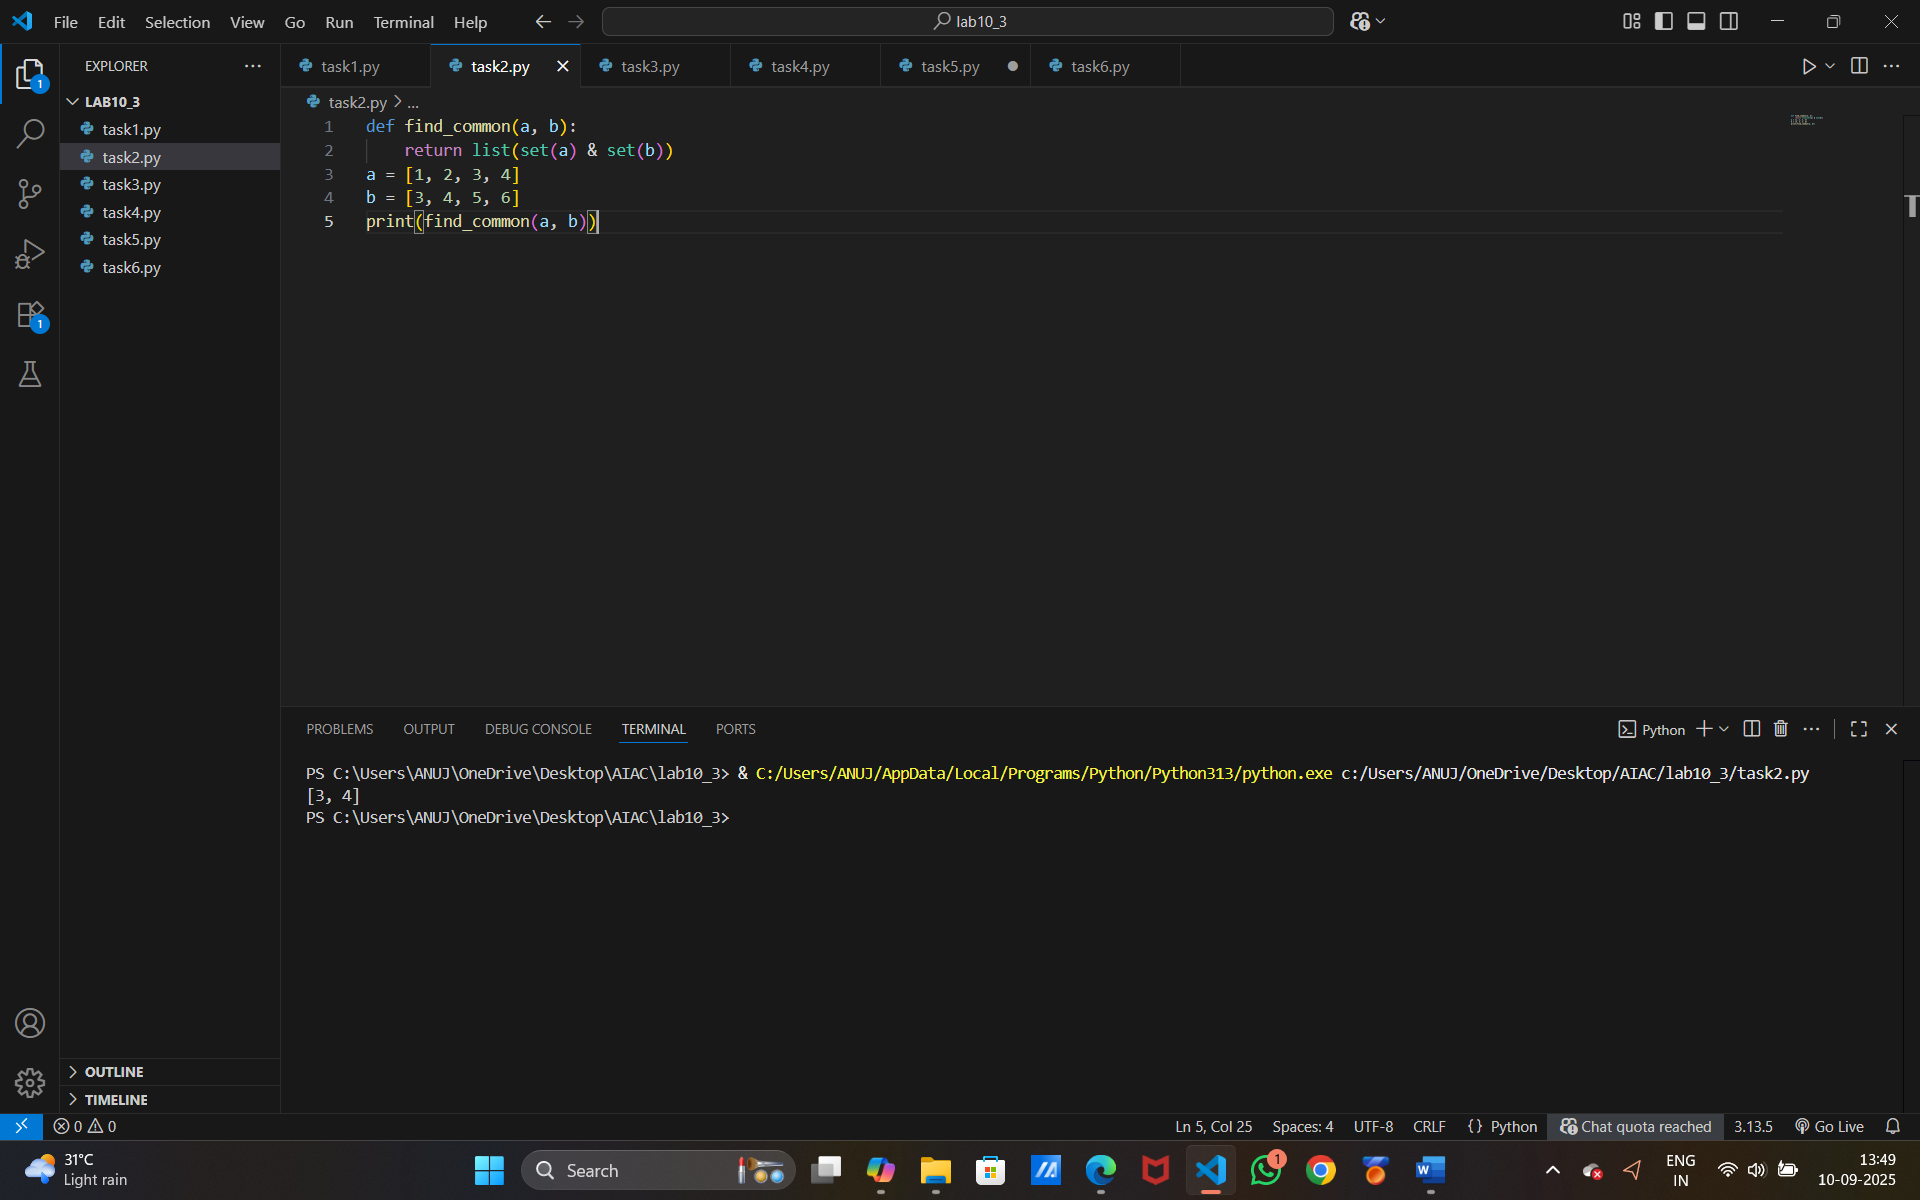 File Edit Selection View Go Run Terminal Help
lab10_3
EXPLORER
task1.py
task2.py
task3.py
task4.py
task5.py
task6.py
LAB10_3
task1.py
task2.py
task3.py
task4.py
task5.py
task6.py
OUTLINE
TIMELINE
1
1
task2.py > ...
1 def find_common(a, b):
2     return list(set(a) & set(b))
3 a = [1, 2, 3, 4]
4 b = [3, 4, 5, 6]
5 print(find_common(a, b))
PROBLEMS OUTPUT DEBUG CONSOLE TERMINAL PORTS
Python
PS C:\Users\ANUJ\OneDrive\Desktop\AIAC\lab10_3> & C:/Users/ANUJ/AppData/Local/Programs/Python/Python313/python.exe c:/Users/ANUJ/OneDrive/Desktop/AIAC/lab10_3/task2.py
[3, 4]
PS C:\Users\ANUJ\OneDrive\Desktop\AIAC\lab10_3>
0 0
Ln 5, Col 25 Spaces: 4 UTF-8 CRLF {} Python Chat quota reached 3.13.5 Go Live
31°C
Light rain
Search
1
ENG
IN
13:49
10-09-2025